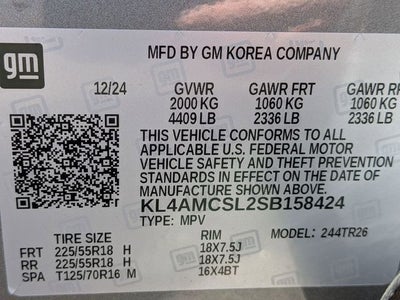 gm
MFD BY GM KOREA COMPANY
12/24 GVWR GAWR FRT GAWR RR
2000 KG 1060 KG 1060 KG
4409 LB 2336 LB 2336 LB
THIS VEHICLE CONFORMS TO ALL
APPLICABLE U.S. FEDERAL MOTOR
VEHICLE SAFETY AND THEFT PREVENTION
STANDARDS IN EFFECT ON THE DATE OF
MANUFACTURE SHOWN ABOVE.
KL4AMCSL2SB158424
TYPE: MPV MODEL: 244TR26
TIRE SIZE RIM
FRT 225/55R18 H 18X7.5J
RR 225/55R18 H 18X7.5J
SPA T125/70R16 M 16X4BT